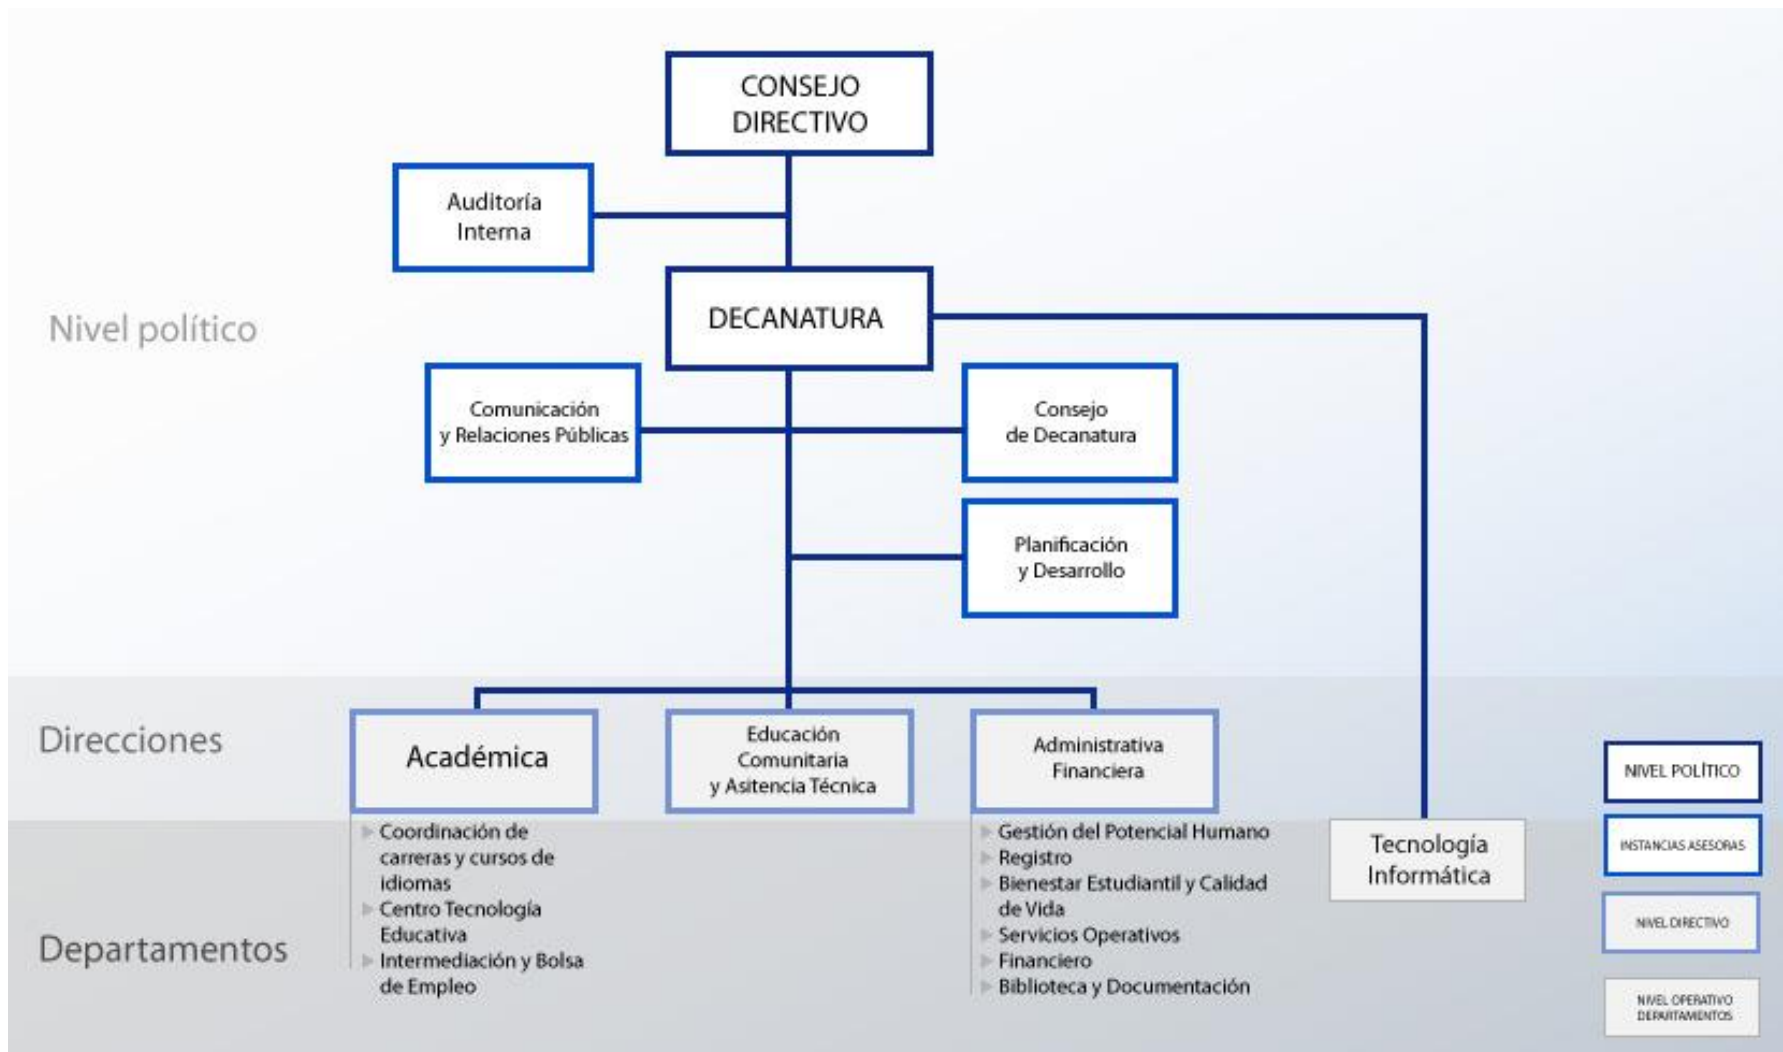 CONSEJO
DIRECTIVO
Auditoría
Interna
Nivel político
DECANATURA
Comunicación
y Relaciones Públicas
Consejo
de Decanatura
Planificación
y Desarrollo
Direcciones
Académica
Educación
Comunitaria
y Asitencia Técnica
Administrativa
Financiera
Departamentos
Coordinación de
carreras y cursos de
idiomas
Centro Tecnología
Educativa
Intermediación y Bolsa
de Empleo
Gestión del Potencial Humano
Registro
Bienestar Estudiantil y Calidad
de Vida
Servicios Operativos
Financiero
Biblioteca y Documentación
Tecnología
Informática
NIVEL POLÍTICO
INSTANCIAS ASESORAS
NIVEL DIRECTIVO
NIVEL OPERATIVO
DEPARTAMENTOS